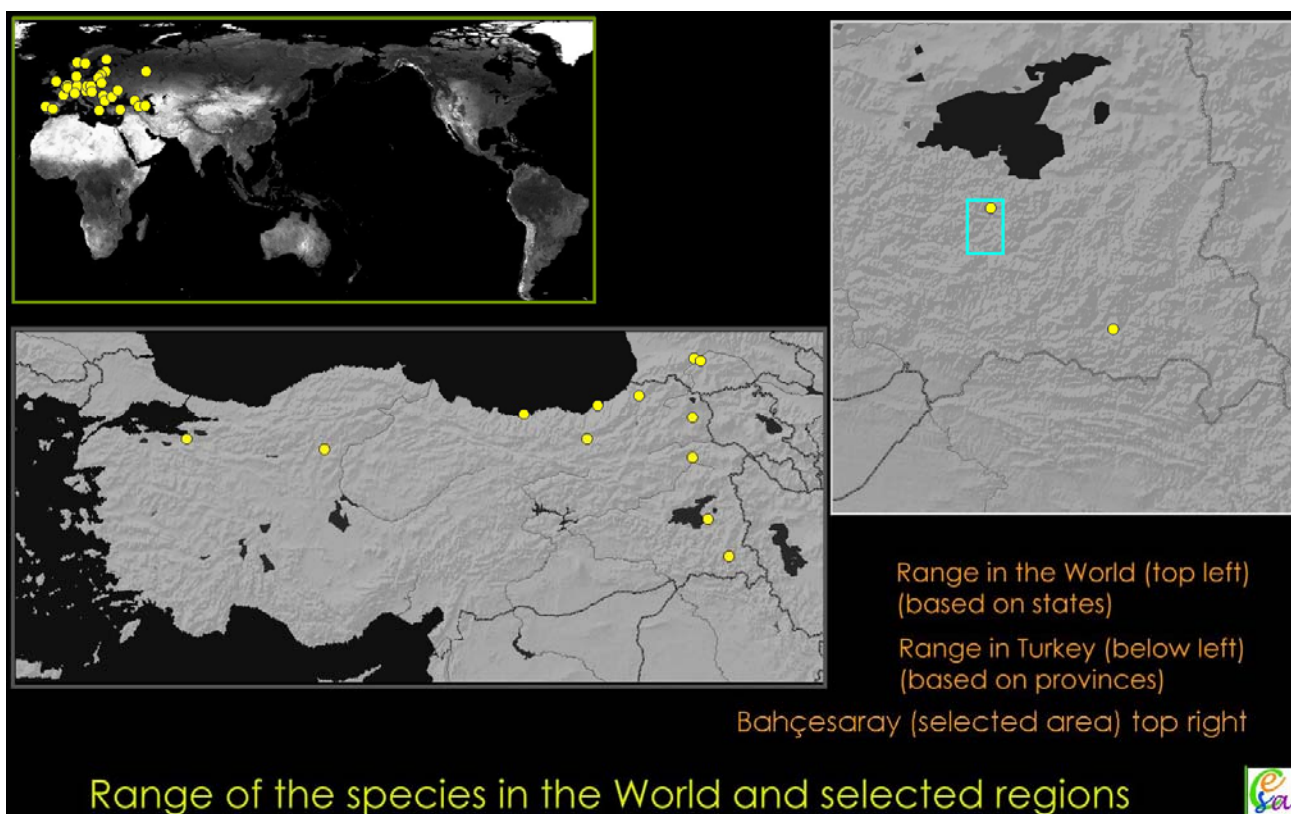 Range in the World (top left)
(based on states)
Range in Turkey (below left)
(based on provinces)
Bahçesaray (selected area) top right
Range of the species in the World and selected regions
esa